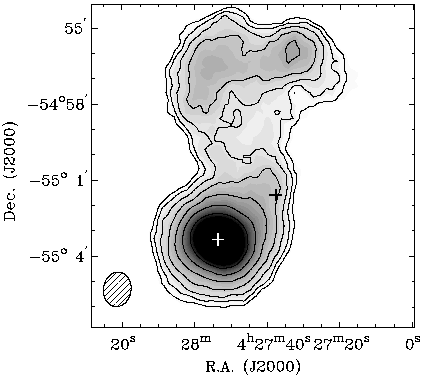 55′
−54°58′
−55° 1′
−55° 4′
Dec. (J2000)
20ˢ 28ᵐ 4ʰ27ᵐ40ˢ 27ᵐ20ˢ 0ˢ
R.A. (J2000)